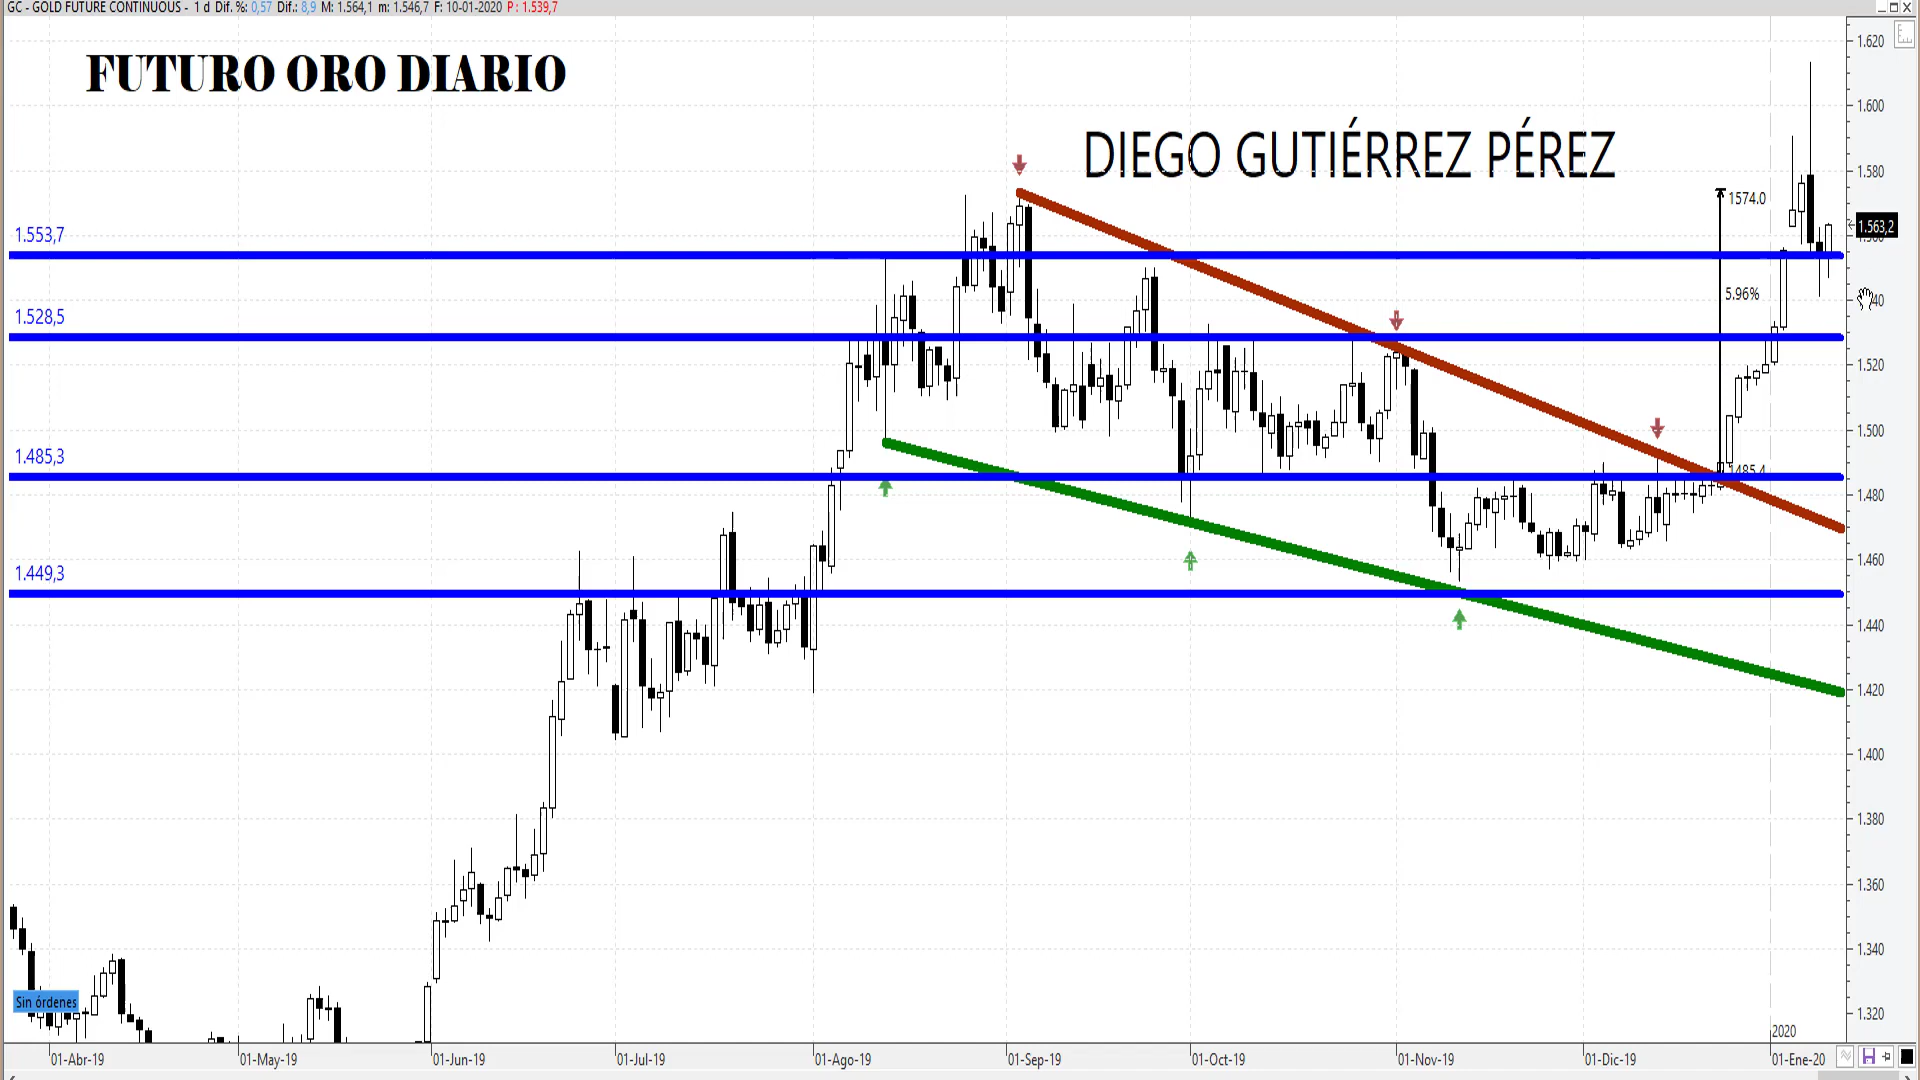 GC - GOLD FUTURE CONTINUOUS - 1 d Dif. %: 0,57 Dif.: 8,9 M: 1.564,1 m: 1.546,7 F: 10-01-2020 P: 1.539,7
FUTURO ORO DIARIO
DIEGO GUTIÉRREZ PÉREZ
1.620
1.600
1.580
1574.0
1.563,2
1.553,7
5.96%
1.528,5
1.520
1.500
1.485,3
1485.4
1.480
1.460
1.449,3
1.440
1.420
1.400
1.380
1.360
1.340
1.320
Sin órdenes
2020
01-Abr-19
01-May-19
01-Jun-19
01-Jul-19
01-Ago-19
01-Sep-19
01-Oct-19
01-Nov-19
01-Dic-19
01-Ene-20